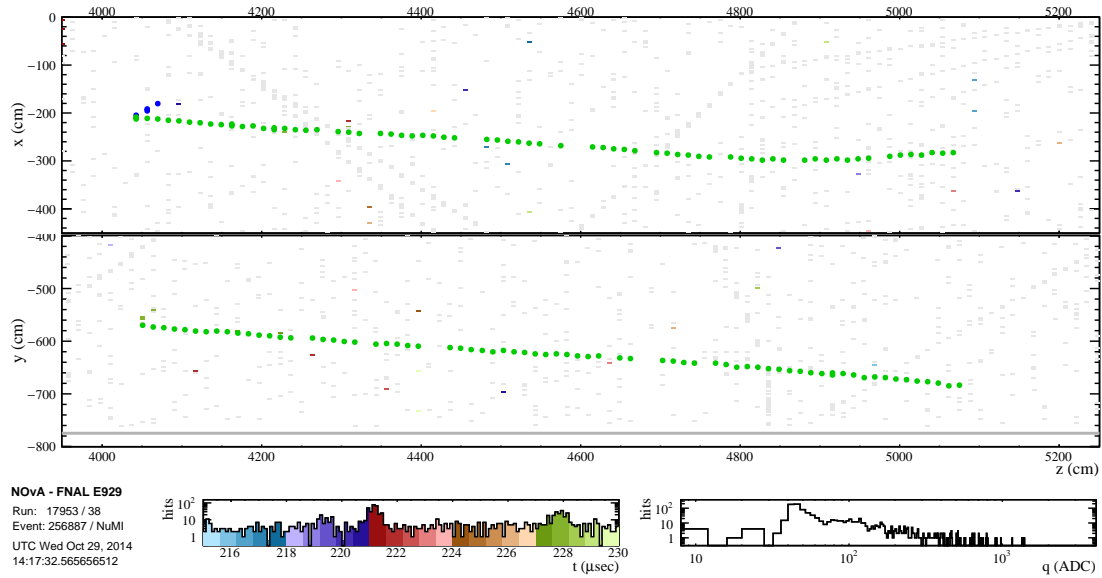 4000 4200 4400 4600 4800 5000 5200
x (cm)
0
−100
−200
−300
−400
y (cm)
−400
−500
−600
−700
−800
4000 4200 4400 4600 4800 5000 5200
z (cm)
NOvA - FNAL E929
Run: 17953 / 38
Event: 256887 / NuMI
UTC Wed Oct 29, 2014
14:17:32.565656512
hits
10²
10
1
216 218 220 222 224 226 228 230
t (μsec)
hits
10²
10
1
10 10² 10³
q (ADC)